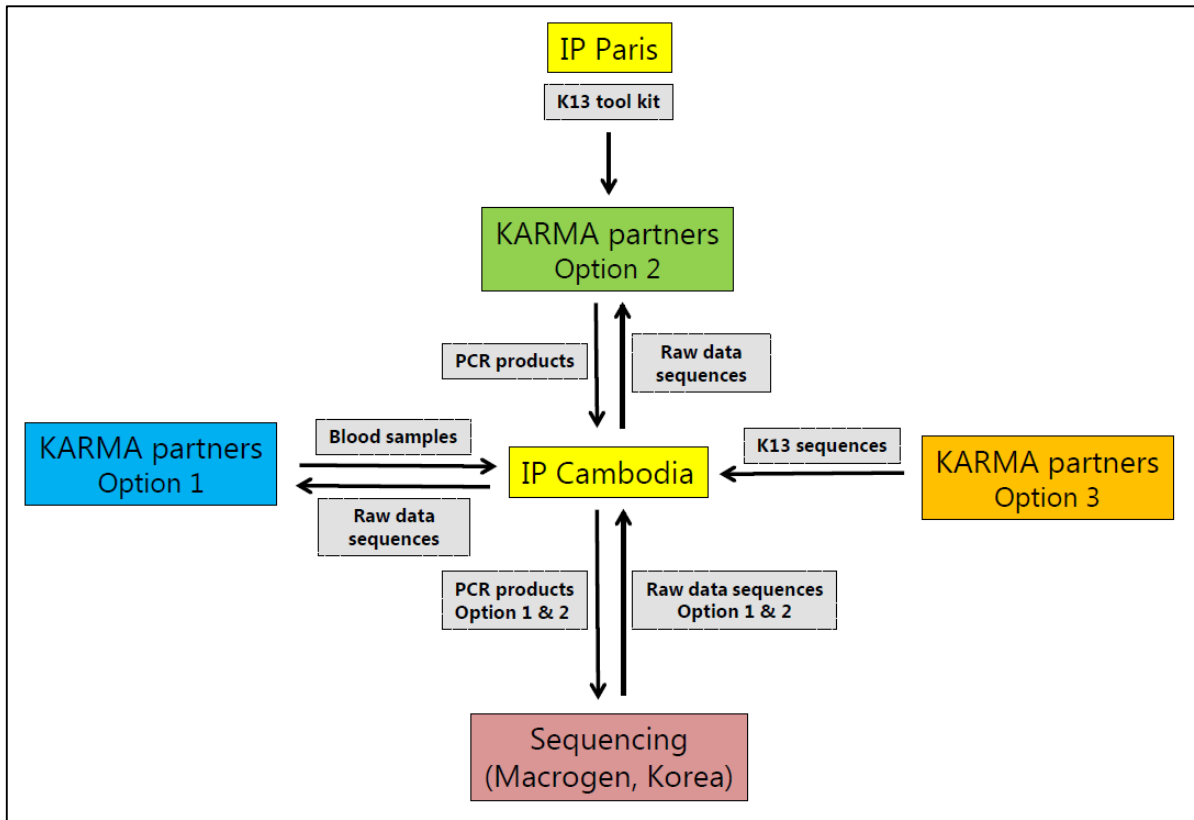 IP Paris
K13 tool kit
KARMA partners
Option 2
PCR products
Raw data
sequences
KARMA partners
Option 1
Blood samples
Raw data
sequences
IP Cambodia
K13 sequences
KARMA partners
Option 3
PCR products
Option 1 & 2
Raw data sequences
Option 1 & 2
Sequencing
(Macrogen, Korea)